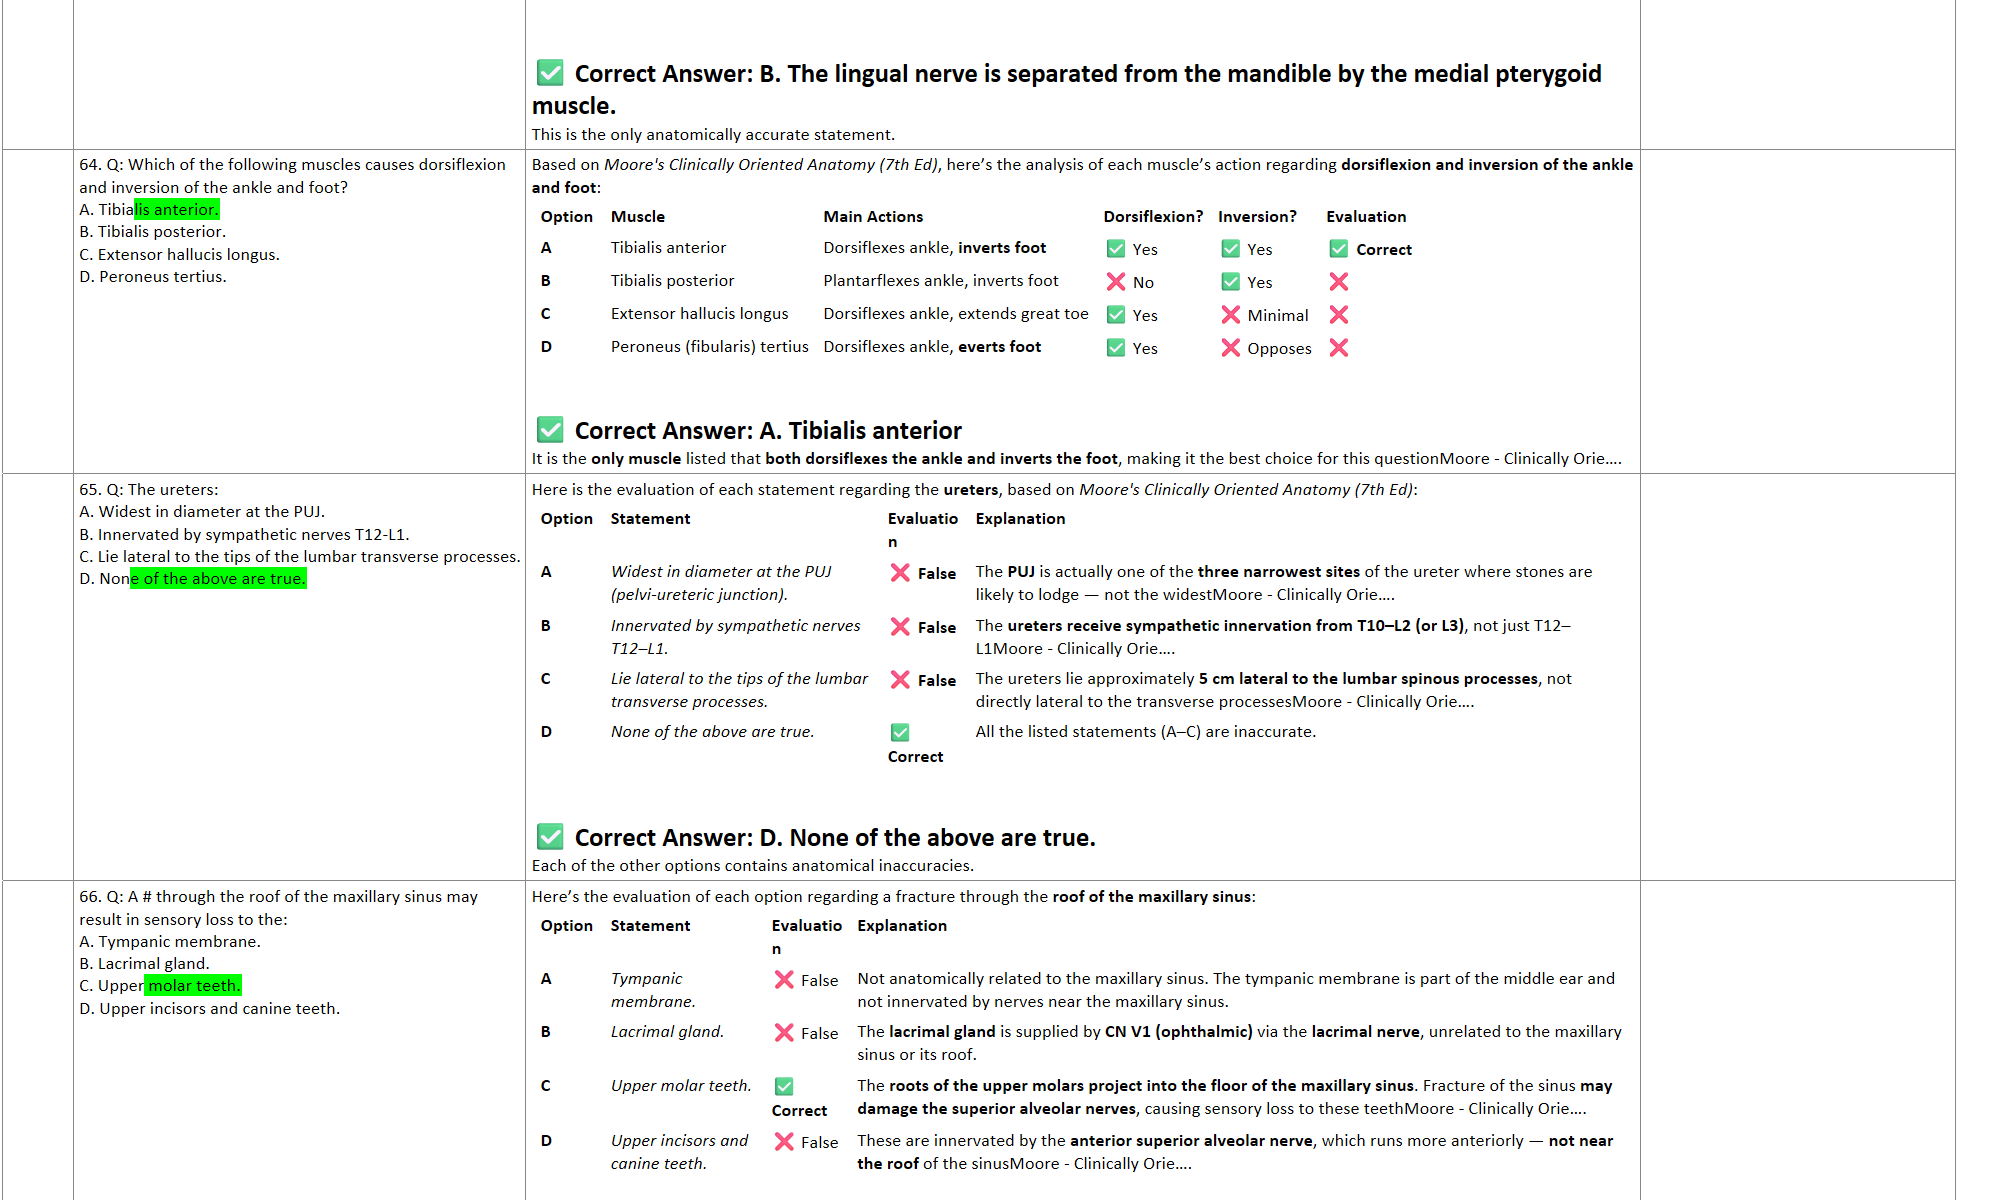 ✅ Correct Answer: B. The lingual nerve is separated from the mandible by the medial pterygoid
muscle.
This is the only anatomically accurate statement.
64. Q: Which of the following muscles causes dorsiflexion
and inversion of the ankle and foot?
A. Tibialis anterior.
B. Tibialis posterior.
C. Extensor hallucis longus.
D. Peroneus tertius.
Based on Moore's Clinically Oriented Anatomy (7th Ed), here's the analysis of each muscle's action regarding dorsiflexion and inversion of the ankle
and foot:
Option Muscle Main Actions Dorsiflexion? Inversion? Evaluation
A Tibialis anterior Dorsiflexes ankle, inverts foot ✅ Yes ✅ Yes ✅ Correct
B Tibialis posterior Plantarflexes ankle, inverts foot ❌ No ✅ Yes ❌
C Extensor hallucis longus Dorsiflexes ankle, extends great toe ✅ Yes ❌ Minimal ❌
D Peroneus (fibularis) tertius Dorsiflexes ankle, everts foot ✅ Yes ❌ Opposes ❌
✅ Correct Answer: A. Tibialis anterior
It is the only muscle listed that both dorsiflexes the ankle and inverts the foot, making it the best choice for this questionMoore - Clinically Orie….
65. Q: The ureters:
A. Widest in diameter at the PUJ.
B. Innervated by sympathetic nerves T12-L1.
C. Lie lateral to the tips of the lumbar transverse processes.
D. None of the above are true.
Here is the evaluation of each statement regarding the ureters, based on Moore's Clinically Oriented Anatomy (7th Ed):
Option Statement Evaluatio Explanation
n
A Widest in diameter at the PUJ ❌ False The PUJ is actually one of the three narrowest sites of the ureter where stones are
(pelvi-ureteric junction). likely to lodge — not the widestMoore - Clinically Orie….
B Innervated by sympathetic nerves ❌ False The ureters receive sympathetic innervation from T10–L2 (or L3), not just T12–
T12–L1. L1Moore - Clinically Orie….
C Lie lateral to the tips of the lumbar ❌ False The ureters lie approximately 5 cm lateral to the lumbar spinous processes, not
transverse processes. directly lateral to the transverse processesMoore - Clinically Orie….
D None of the above are true. ✅ All the listed statements (A–C) are inaccurate.
Correct
✅ Correct Answer: D. None of the above are true.
Each of the other options contains anatomical inaccuracies.
66. Q: A # through the roof of the maxillary sinus may
result in sensory loss to the:
A. Tympanic membrane.
B. Lacrimal gland.
C. Upper molar teeth.
D. Upper incisors and canine teeth.
Here's the evaluation of each option regarding a fracture through the roof of the maxillary sinus:
Option Statement Evaluatio Explanation
n
A Tympanic ❌ False Not anatomically related to the maxillary sinus. The tympanic membrane is part of the middle ear and
membrane. not innervated by nerves near the maxillary sinus.
B Lacrimal gland. ❌ False The lacrimal gland is supplied by CN V1 (ophthalmic) via the lacrimal nerve, unrelated to the maxillary
sinus or its roof.
C Upper molar teeth. ✅ The roots of the upper molars project into the floor of the maxillary sinus. Fracture of the sinus may
Correct damage the superior alveolar nerves, causing sensory loss to these teethMoore - Clinically Orie….
D Upper incisors and ❌ False These are innervated by the anterior superior alveolar nerve, which runs more anteriorly — not near
canine teeth. the roof of the sinusMoore - Clinically Orie….